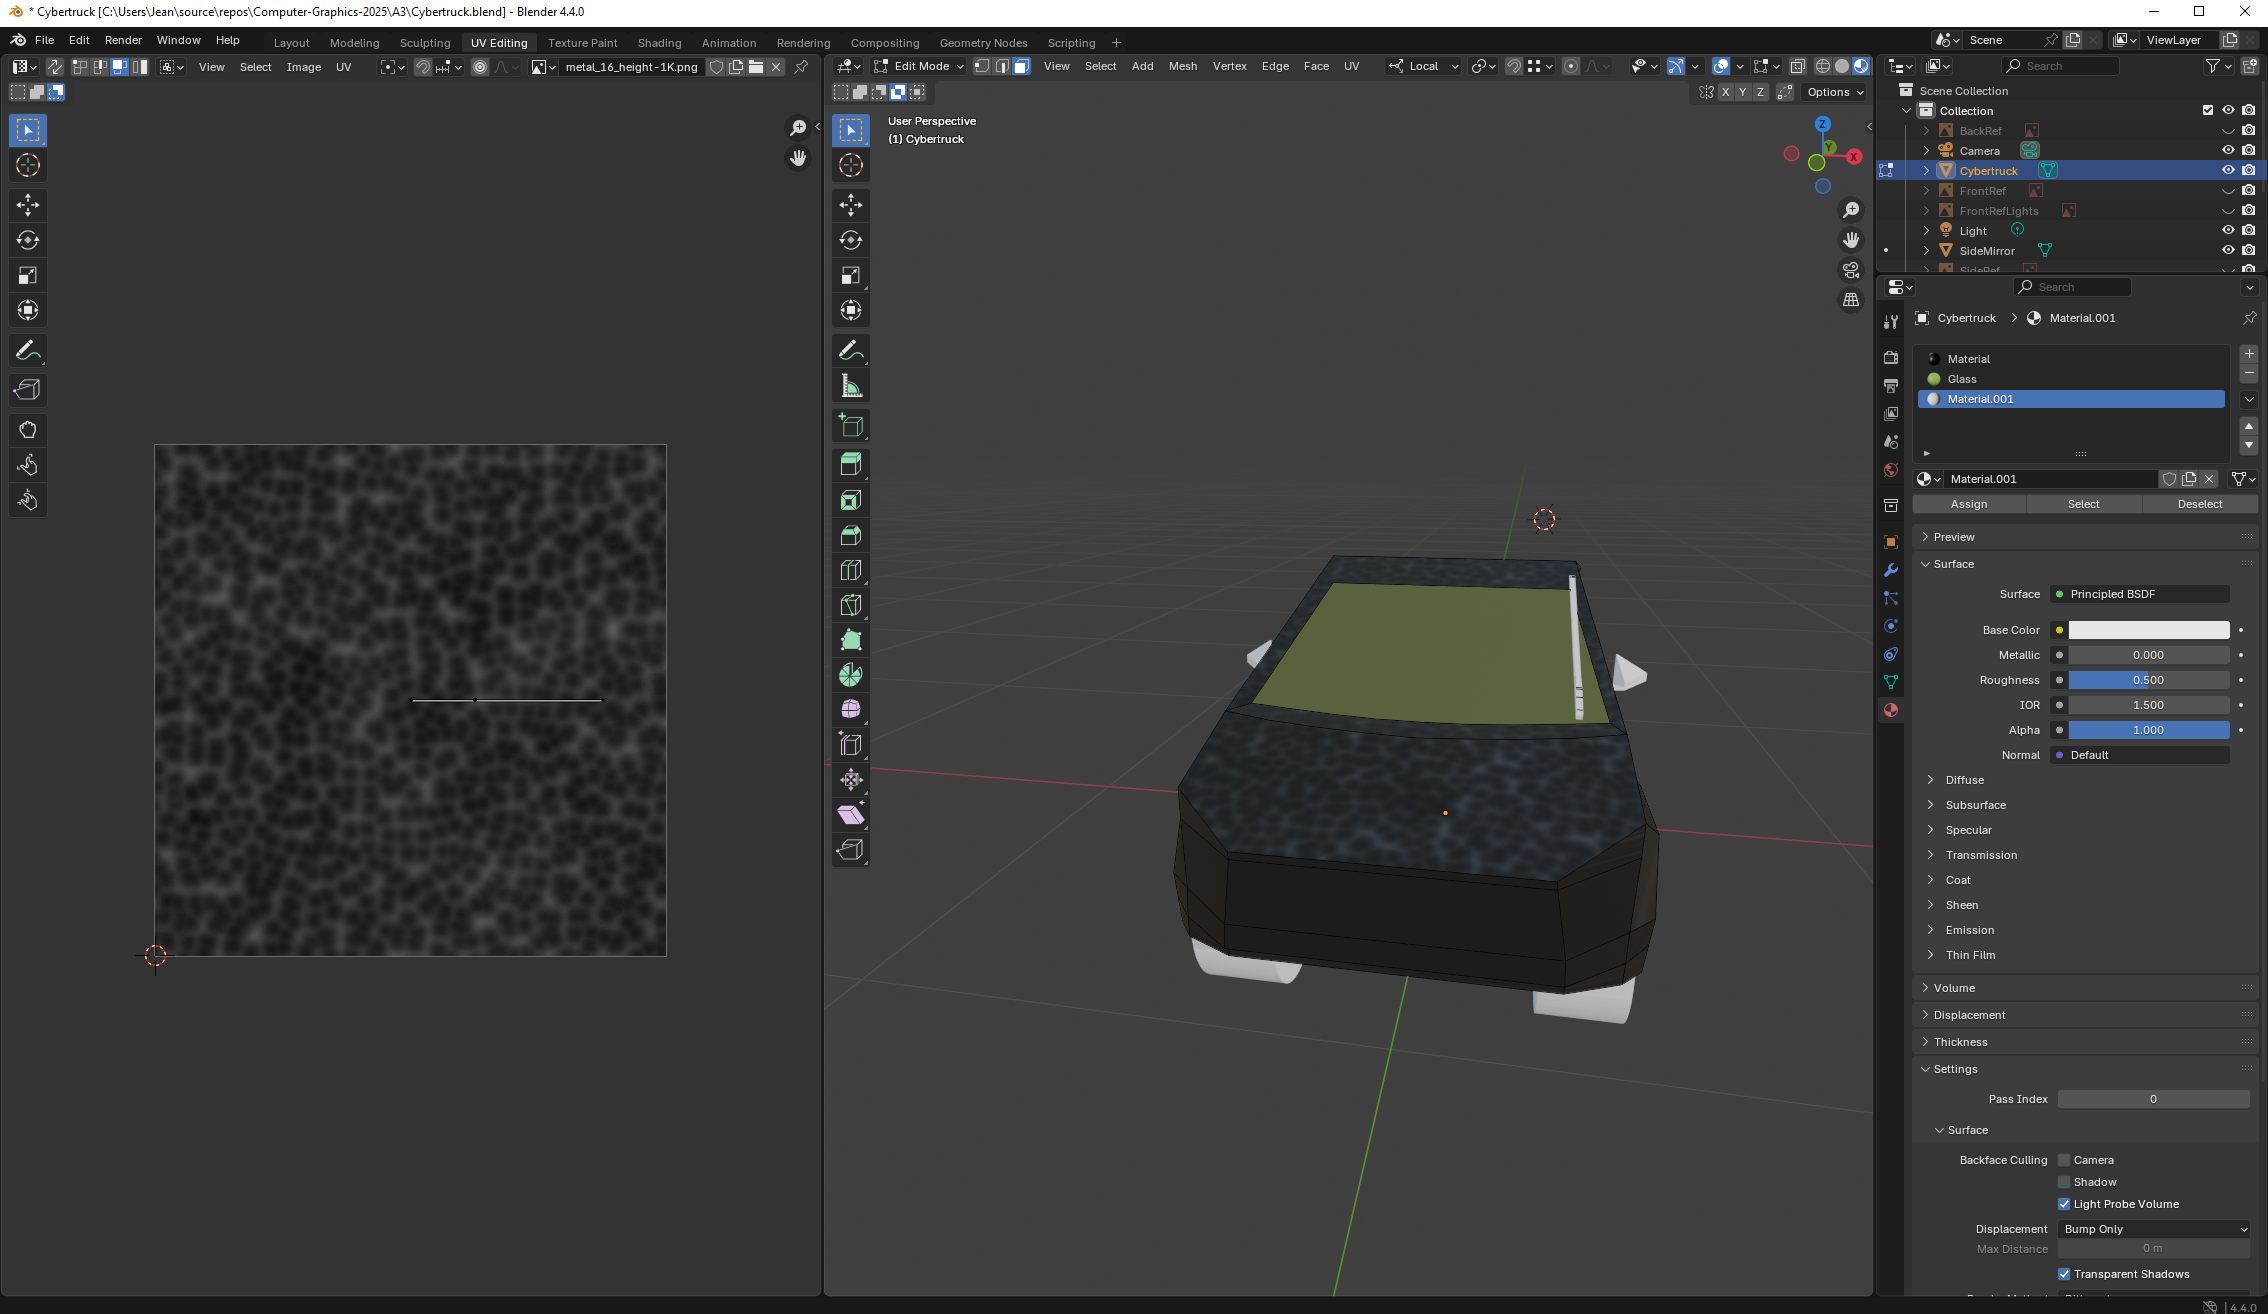 * Cybertruck [C:\Users\Jean\source\repos\Computer-Graphics-2025\A3\Cybertruck.blend] - Blender 4.4.0
File Edit Render Window Help Layout Modeling Sculpting UV Editing Texture Paint Shading Animation Rendering Compositing Geometry Nodes Scripting + Scene ViewLayer
View Select Image UV metal_16_height-1K.png
Edit Mode View Select Add Mesh Vertex Edge Face UV Local
X Y Z Options
User Perspective
(1) Cybertruck
Z
Y
X
Search
Scene Collection
Collection
BackRef
Camera
Cybertruck
FrontRef
FrontRefLights
Light
SideMirror
SideRef
Search
Cybertruck > Material.001
Material
Glass
Material.001
Material.001
Assign Select Deselect
Preview
Surface
Surface Principled BSDF
Base Color
Metallic 0.000
Roughness 0.500
IOR 1.500
Alpha 1.000
Normal Default
Diffuse
Subsurface
Specular
Transmission
Coat
Sheen
Emission
Thin Film
Volume
Displacement
Thickness
Settings
Pass Index 0
Surface
Backface Culling Camera
Shadow
Light Probe Volume
Displacement Bump Only
Max Distance 0 m
Transparent Shadows
4.4.0